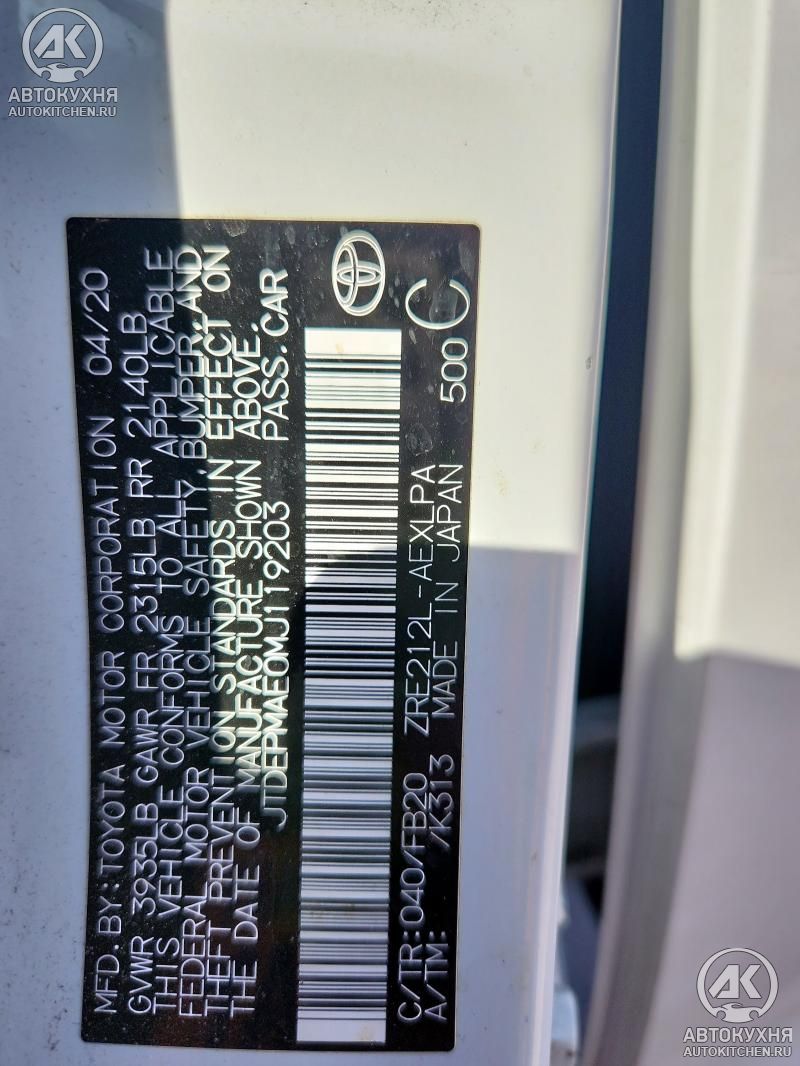 AK
АВТОКУХНЯ
AUTOKITCHEN.RU
MFD.BY:TOYOTA MOTOR CORPORATION 04/20
GVWR 3935LB GAWR FR 2315LB RR 2140LB
THIS VEHICLE CONFORMS TO ALL APPLICABLE
FEDERAL MOTOR VEHICLE SAFETY,BUMPER,AND
THEFT PREVENTION STANDARDS IN EFFECT ON
THE DATE OF MANUFACTURE SHOWN ABOVE.
JTDEPMAE0MJ119203 PASS.CAR
C/TR:040/FB20 ZRE212L-AEXLPA
A/TM: /K313 MADE IN JAPAN 500 C
AK
АВТОКУХНЯ
AUTOKITCHEN.RU